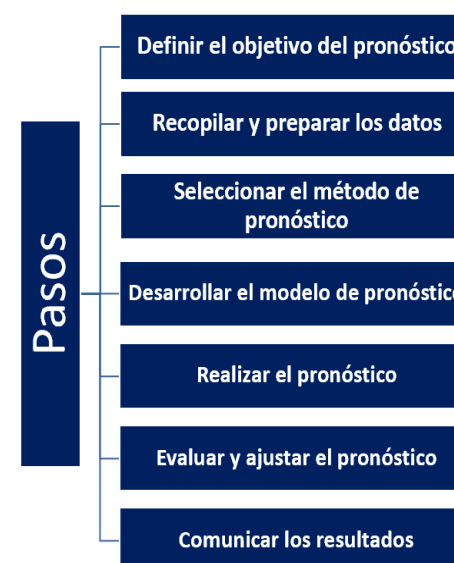 Pasos
Definir el objetivo del pronóstico
Recopilar y preparar los datos
Seleccionar el método de
pronóstico
Desarrollar el modelo de pronóstico
Realizar el pronóstico
Evaluar y ajustar el pronóstico
Comunicar los resultados